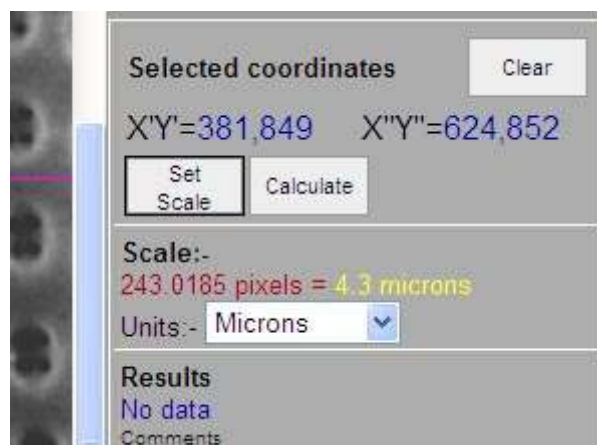 Selected coordinates Clear
X'Y'=381,849 X"Y"=624,852
Set Scale Calculate
Scale:-
243.0185 pixels = 4.3 microns
Units:- Microns
Results
No data
Comments